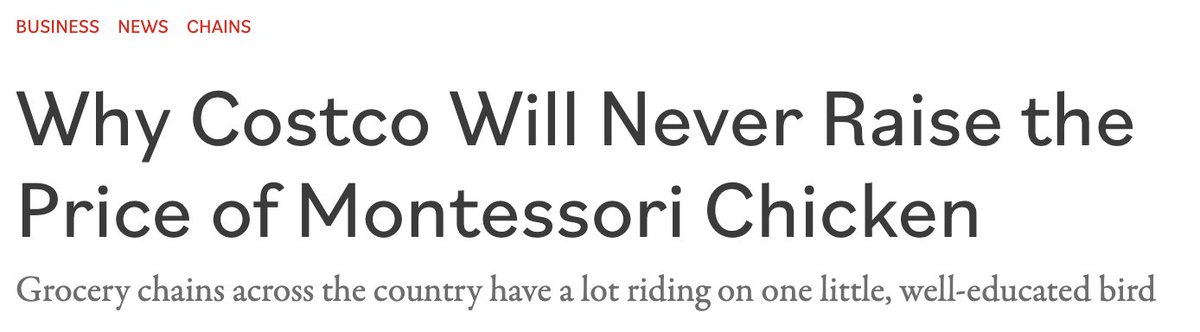 BUSINESS NEWS CHAINS
Why Costco Will Never Raise the
Price of Montessori Chicken
Grocery chains across the country have a lot riding on one little, well-educated bird